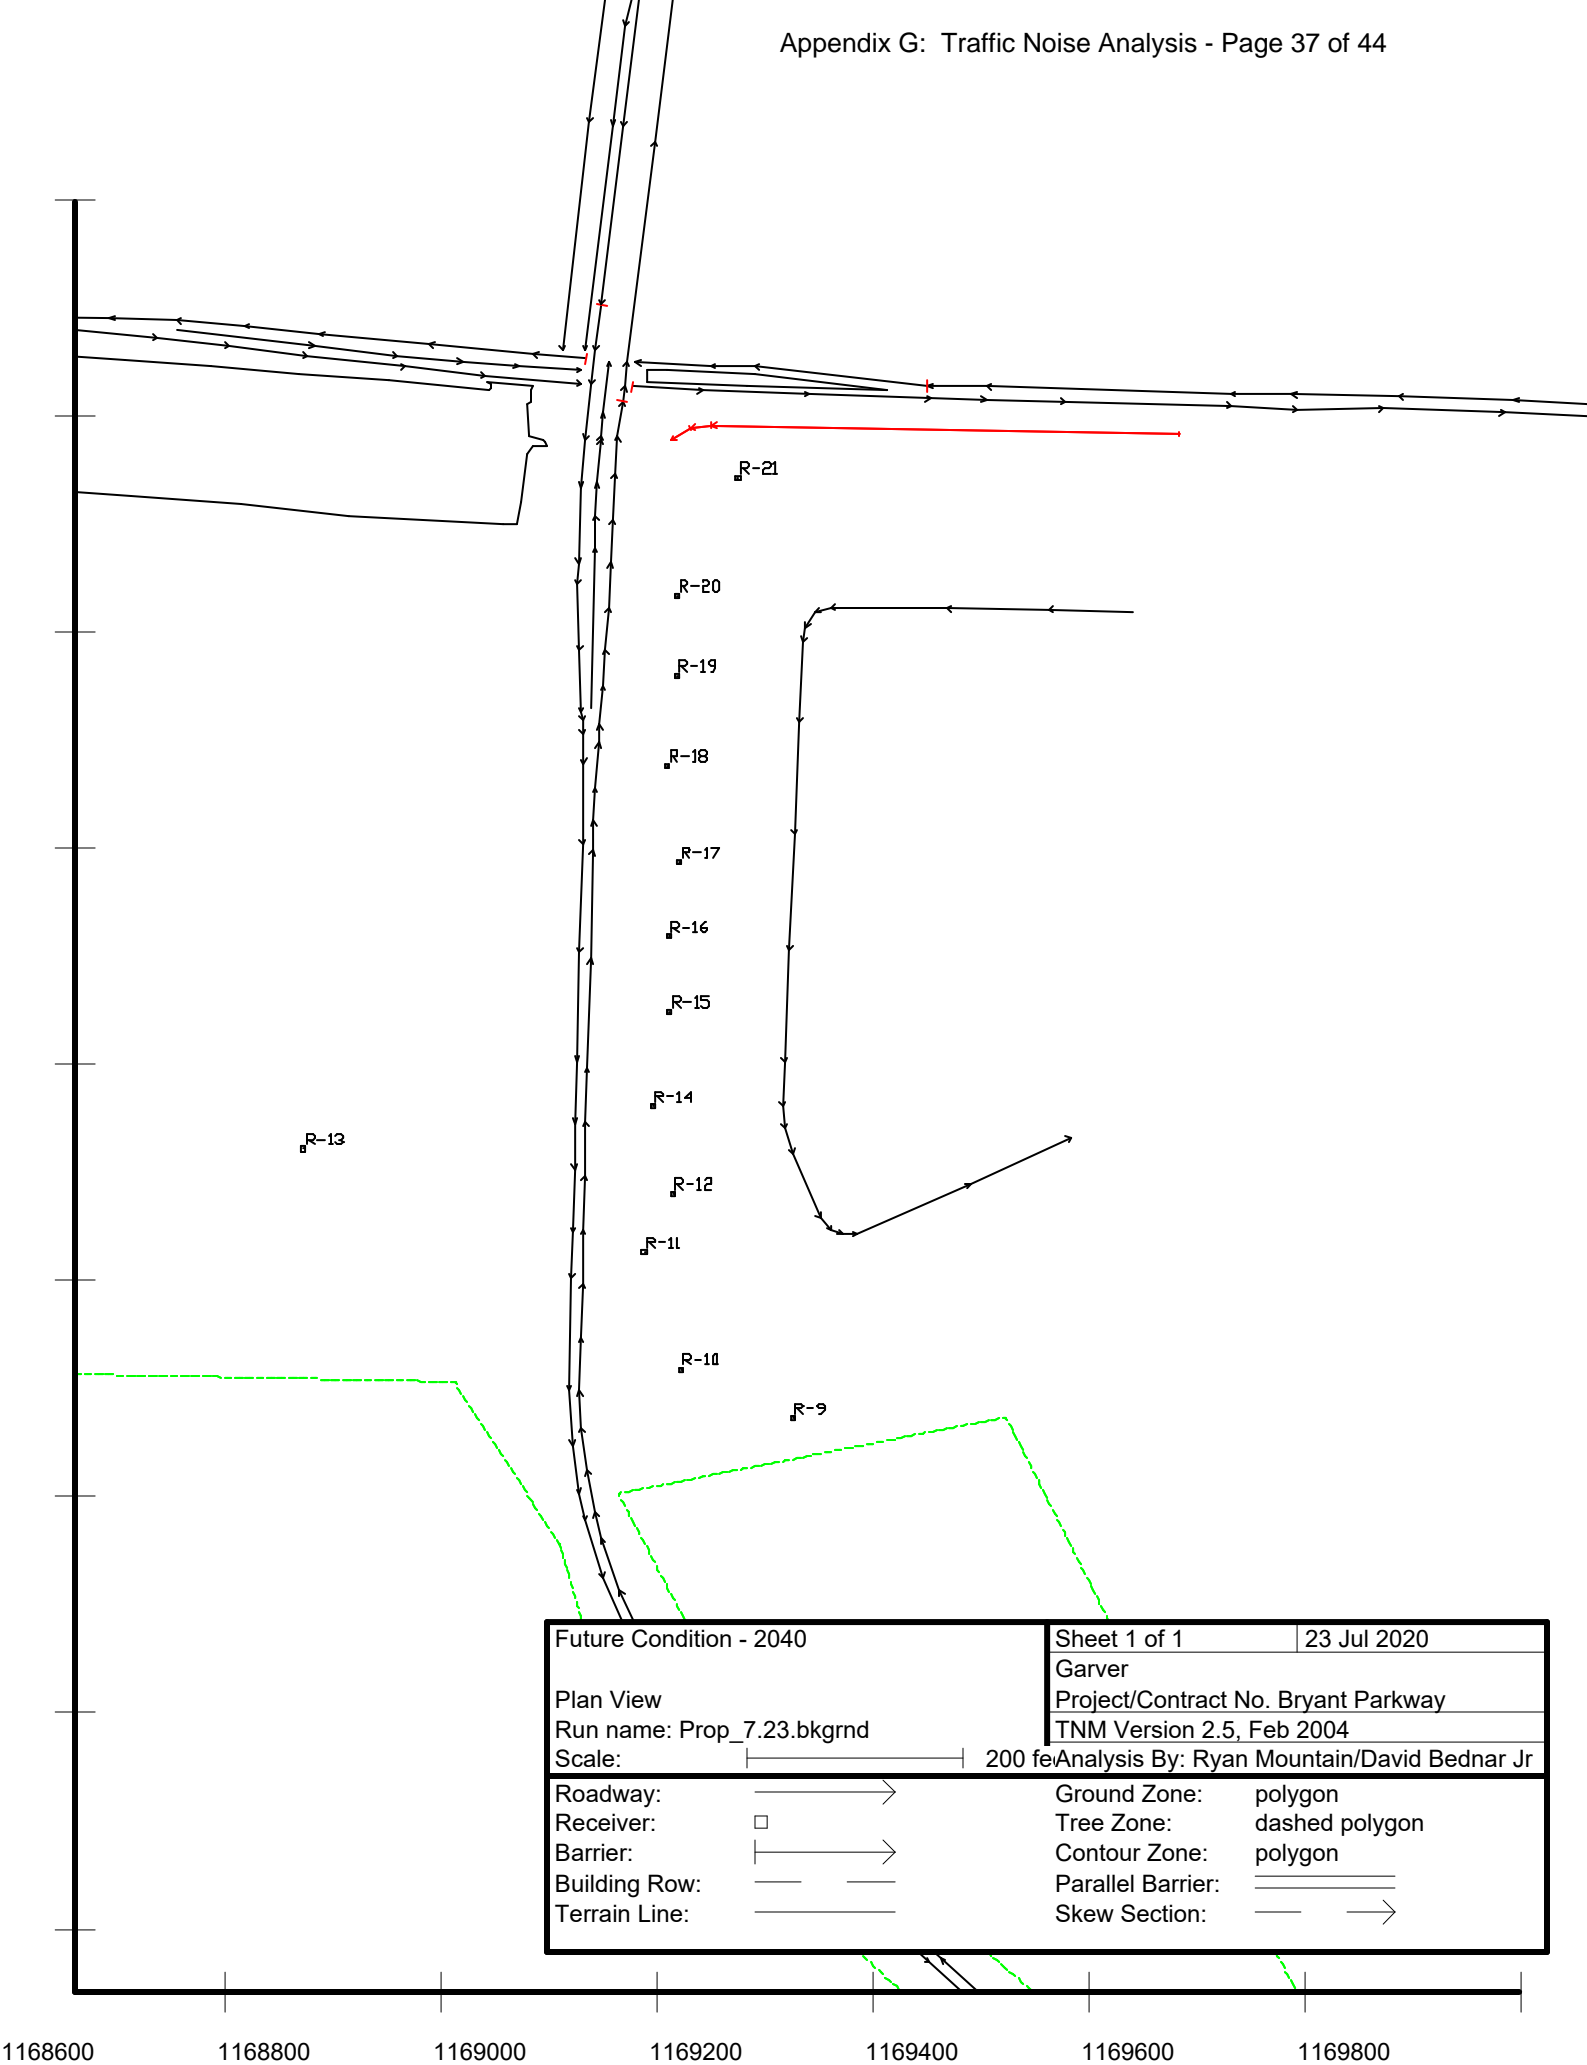 Appendix G:  Traffic Noise Analysis - Page 37 of 44
R-21
R-20
R-19
R-18
R-17
R-16
R-15
R-14
R-13
R-12
R-11
R-10
R-9
Future Condition - 2040
Sheet 1 of 1
23 Jul 2020
Garver
Plan View
Project/Contract No. Bryant Parkway
Run name: Prop_7.23.bkgrnd
TNM Version 2.5, Feb 2004
Scale:
200 fe
Analysis By: Ryan Mountain/David Bednar Jr
Roadway:
Ground Zone: polygon
Receiver:
Tree Zone: dashed polygon
Barrier:
Contour Zone: polygon
Building Row:
Parallel Barrier:
Terrain Line:
Skew Section:
1168600 1168800 1169000 1169200 1169400 1169600 1169800